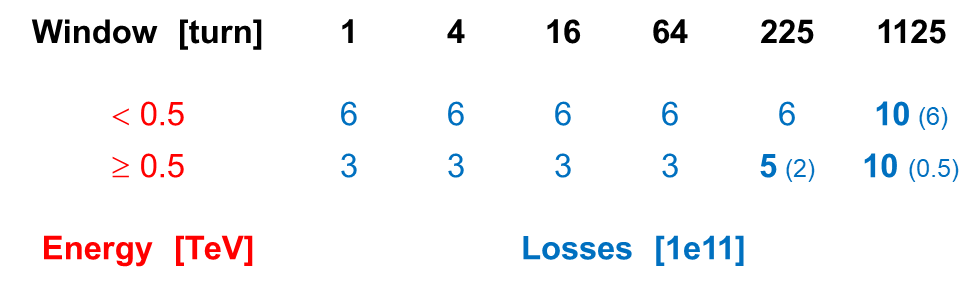 Window [turn] 1 4 16 64 225 1125
< 0.5 6 6 6 6 6 10 (6)
≥ 0.5 3 3 3 3 5 (2) 10 (0.5)
Energy [TeV] Losses [1e11]